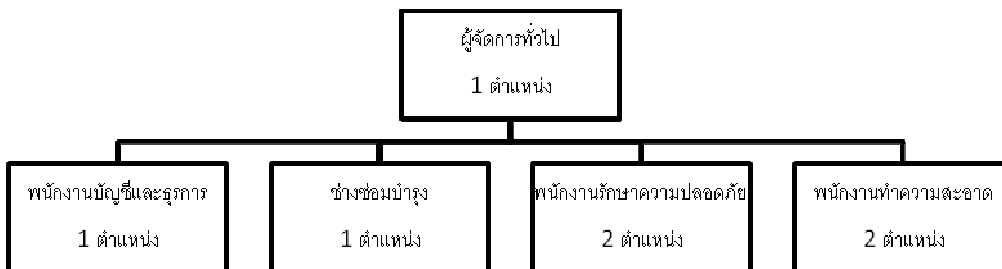 ผู้จัดการทั่วไป
1 ตำแหน่ง
พนักงานบัญชีและธุรการ
1 ตำแหน่ง
ช่างซ่อมบำรุง
1 ตำแหน่ง
พนักงานรักษาความปลอดภัย
2 ตำแหน่ง
พนักงานทำความสะอาด
2 ตำแหน่ง